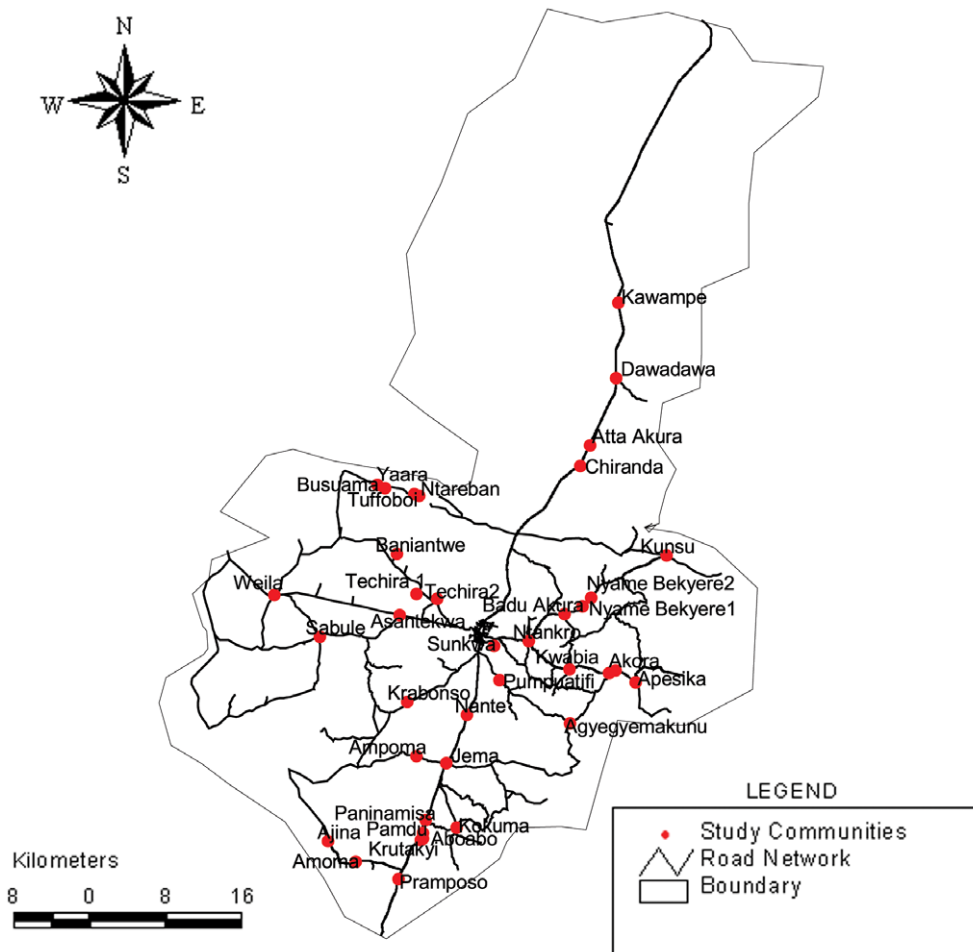 N
W E
S
Kawampe
Dawadawa
Atta Akura
Chiranda
Yaara
Busuama
Ntareban
Tuffoboi
Baniantwe
Kunsu
Weila
Techira 1
Techira2
Nyame Bekyere2
Badu Akura
Nyame Bekyere1
Asantekwa
Sabule
Sunkwa
Ntankro
Kwabia
Akora
Pumpuatifi
Apesika
Krabonso
Nante
Agyegyemakunu
Ampoma
Jema
Paninamisa
Ajina
Pamdu
Kokuma
Krutakyi
Aboabo
Amoma
Pramposo
Kilometers
8 0 8 16
LEGEND
Study Communities
Road Network
Boundary